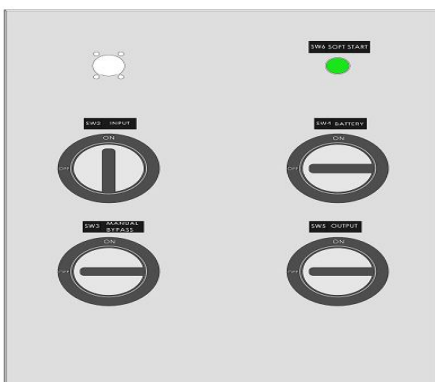 SW6 SOFT START
SW2 INPUT
ON
OFF
SW4 BATTERY
ON
OFF
SW3 MANUAL
BYPASS
ON
OFF
SW5 OUTPUT
ON
OFF